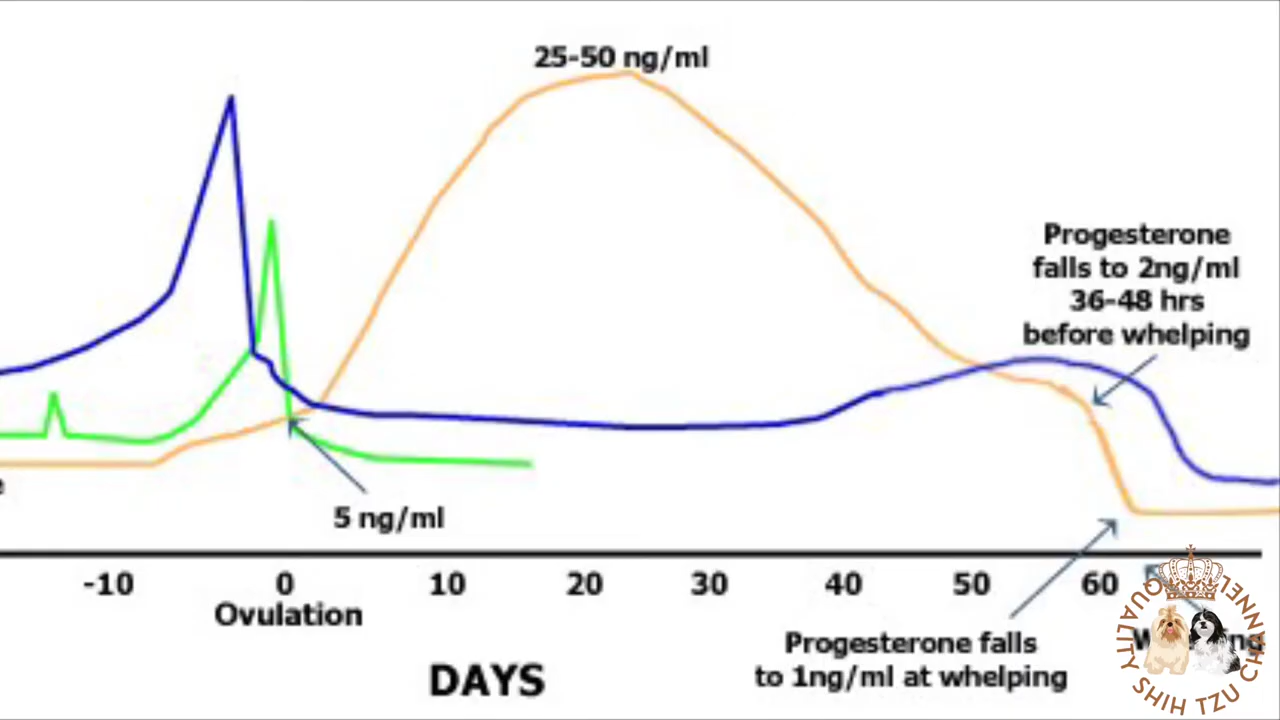 25-50 ng/ml
Progesterone
falls to 2ng/ml
36-48 hrs
before whelping
5 ng/ml
-10 0 10 20 30 40 50 60
Ovulation
Progesterone falls
to 1ng/ml at whelping
DAYS
QUALITY SHIH TZU CHANNEL